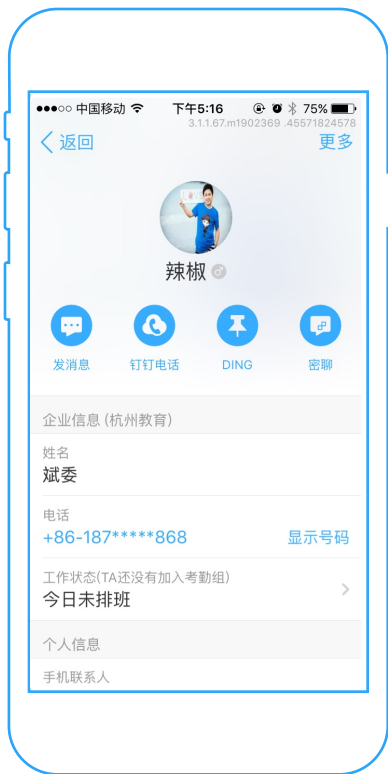 中国移动 下午5:16 75%
3.1.1.67.m1902369 .45571824578
返回 更多
辣椒
发消息 钉钉电话 DING 密聊
企业信息 (杭州教育)
姓名
斌委
电话
+86-187*****868 显示号码
工作状态(TA还没有加入考勤组)
今日未排班
个人信息
手机联系人